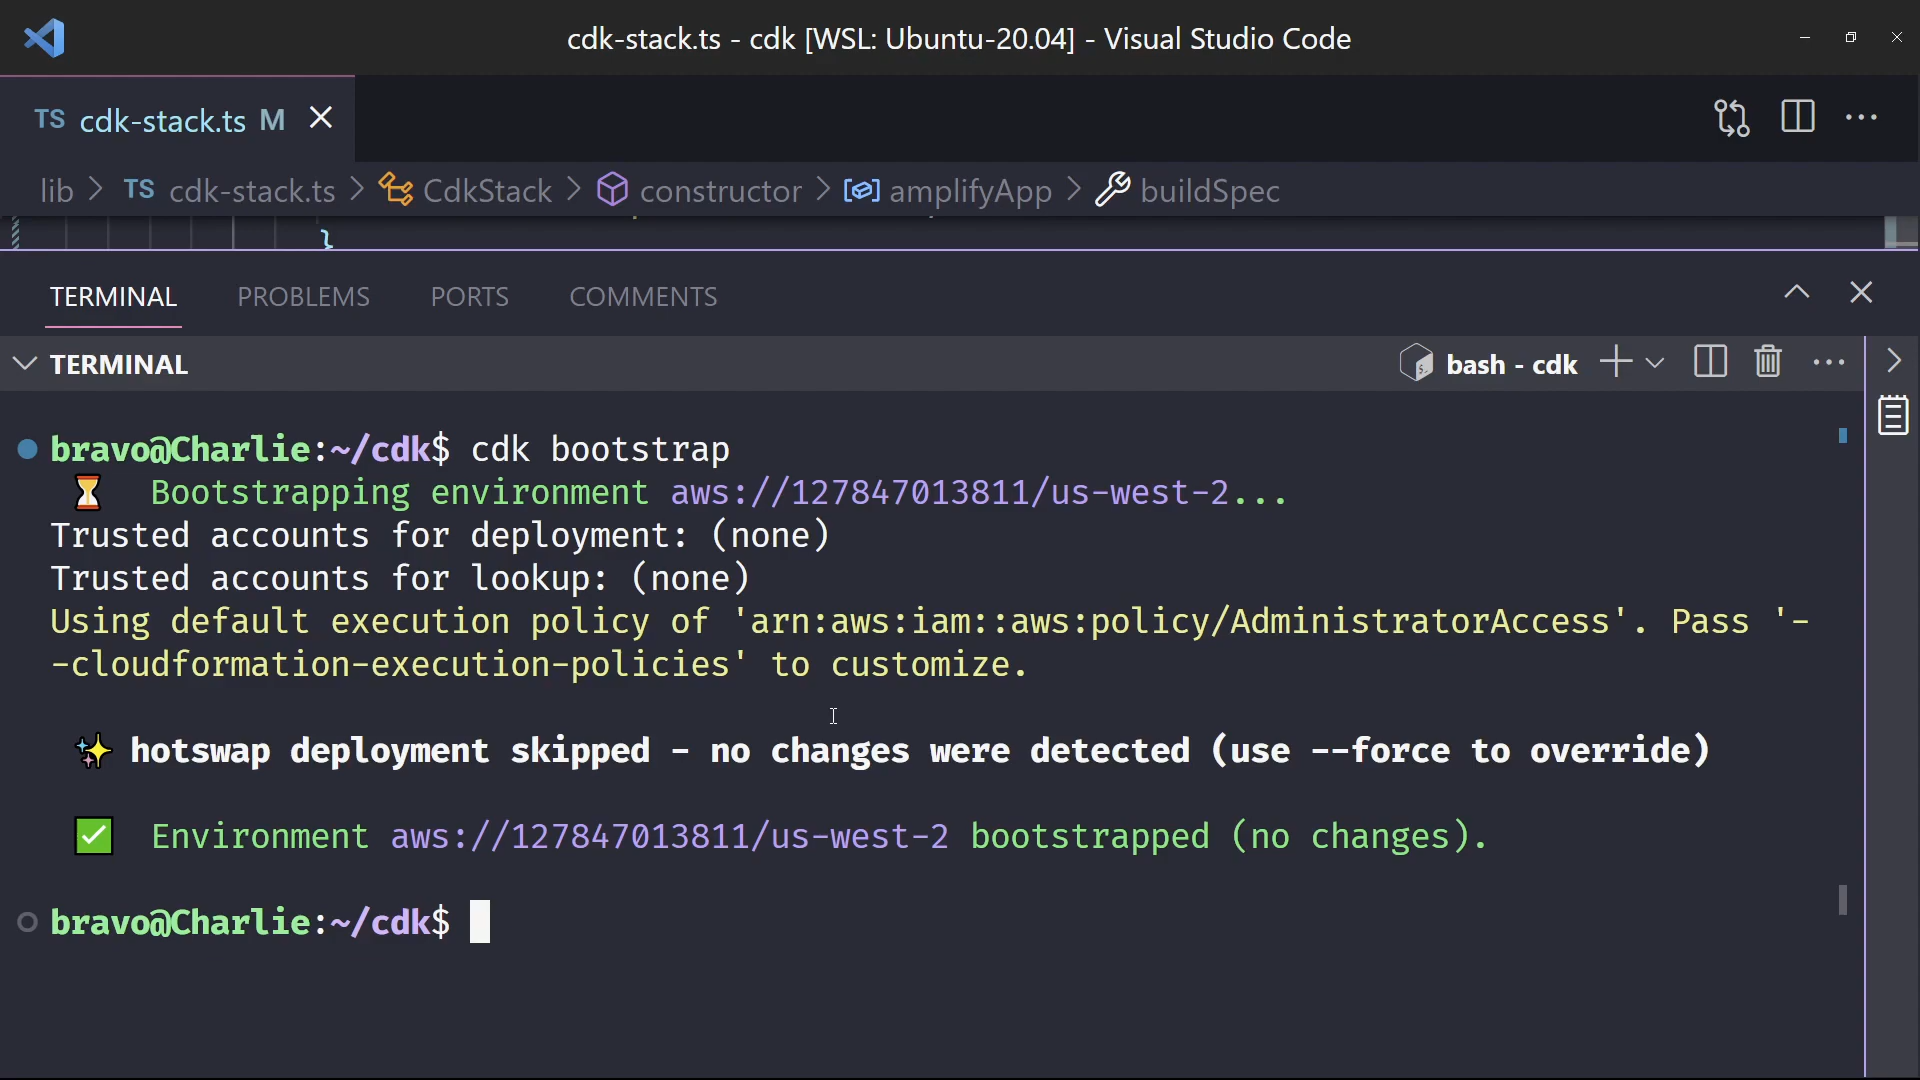 cdk-stack.ts - cdk [WSL: Ubuntu-20.04] - Visual Studio Code
TS cdk-stack.ts M
lib > TS cdk-stack.ts > CdkStack > constructor > amplifyApp > buildSpec
}
TERMINAL PROBLEMS PORTS COMMENTS
TERMINAL bash - cdk
bravo@Charlie:~/cdk$ cdk bootstrap
⏳ Bootstrapping environment aws://127847013811/us-west-2...
Trusted accounts for deployment: (none)
Trusted accounts for lookup: (none)
Using default execution policy of 'arn:aws:iam::aws:policy/AdministratorAccess'. Pass '-
-cloudformation-execution-policies' to customize.
✨ hotswap deployment skipped - no changes were detected (use --force to override)
✅ Environment aws://127847013811/us-west-2 bootstrapped (no changes).
bravo@Charlie:~/cdk$